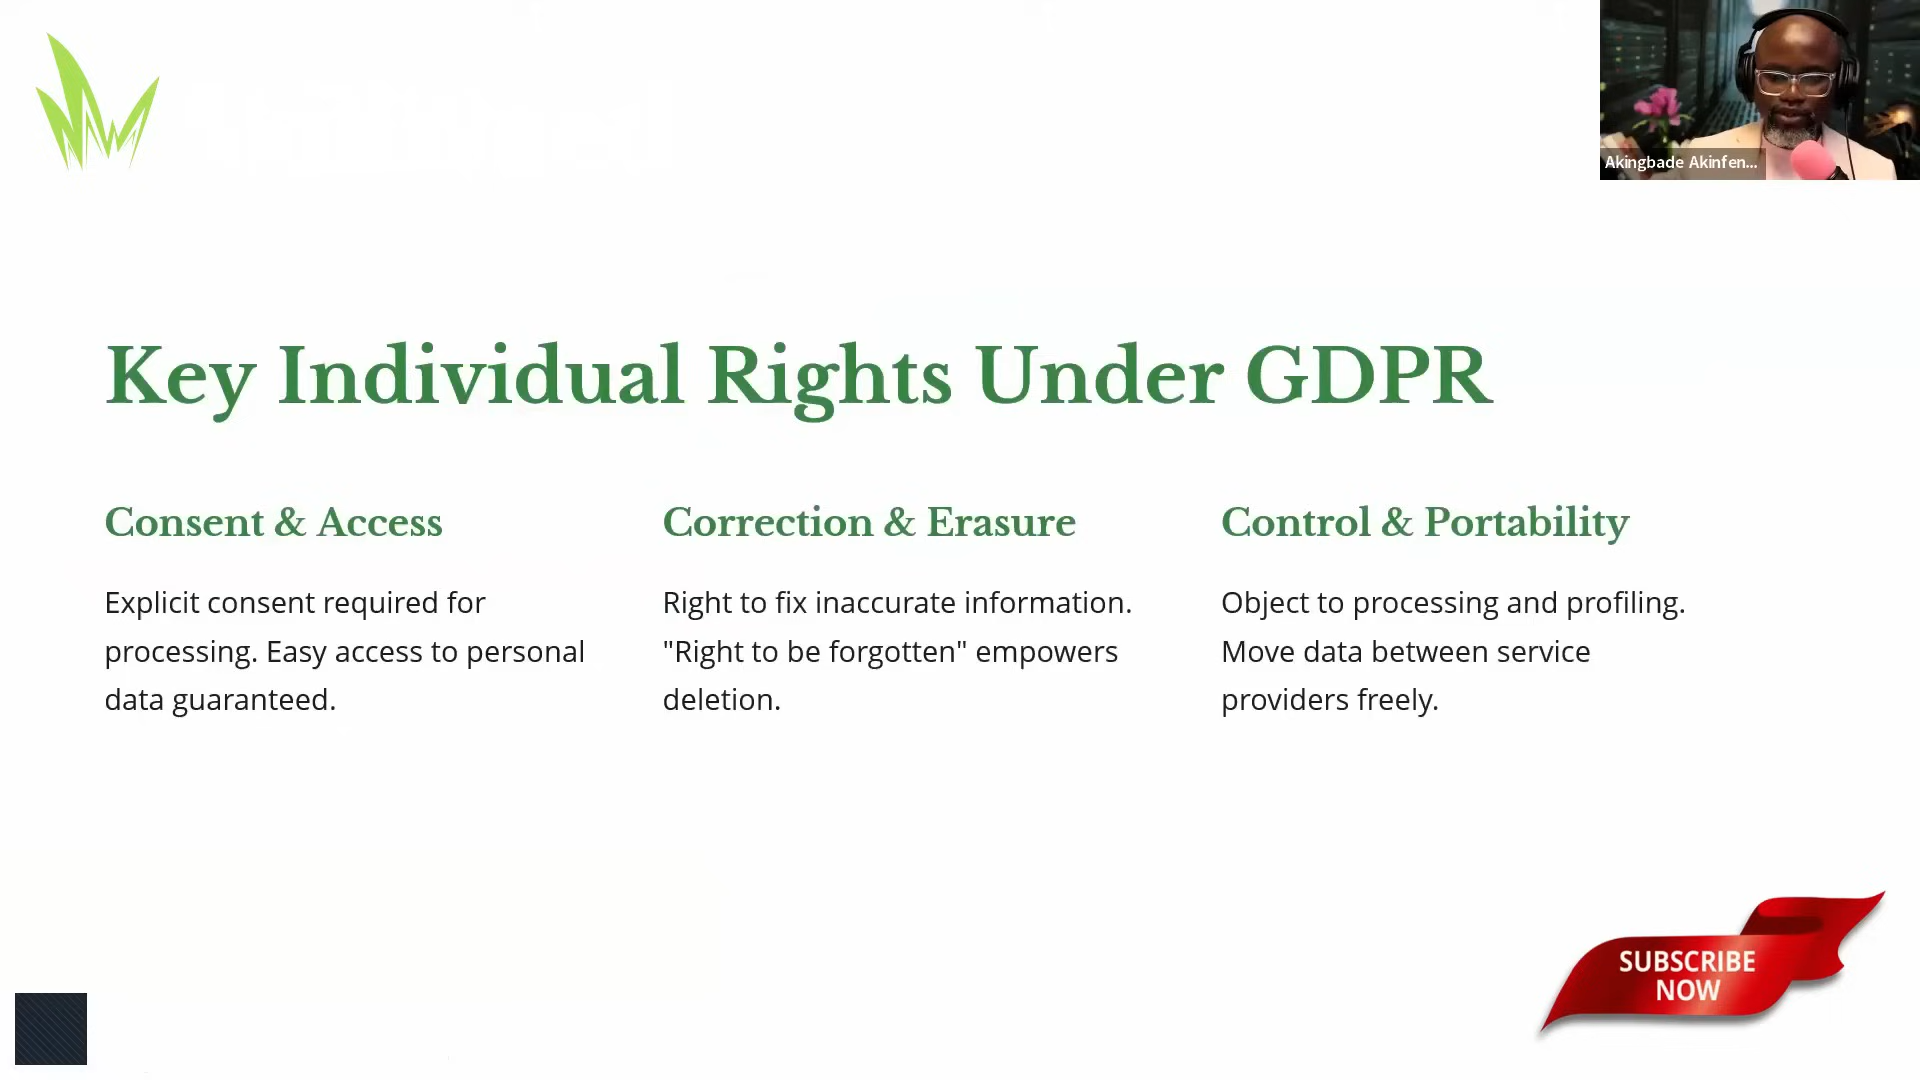 Akingbade Akinfen...
Key Individual Rights Under GDPR
Consent & Access
Explicit consent required for
processing. Easy access to personal
data guaranteed.
Correction & Erasure
Right to fix inaccurate information.
"Right to be forgotten" empowers
deletion.
Control & Portability
Object to processing and profiling.
Move data between service
providers freely.
SUBSCRIBE
NOW